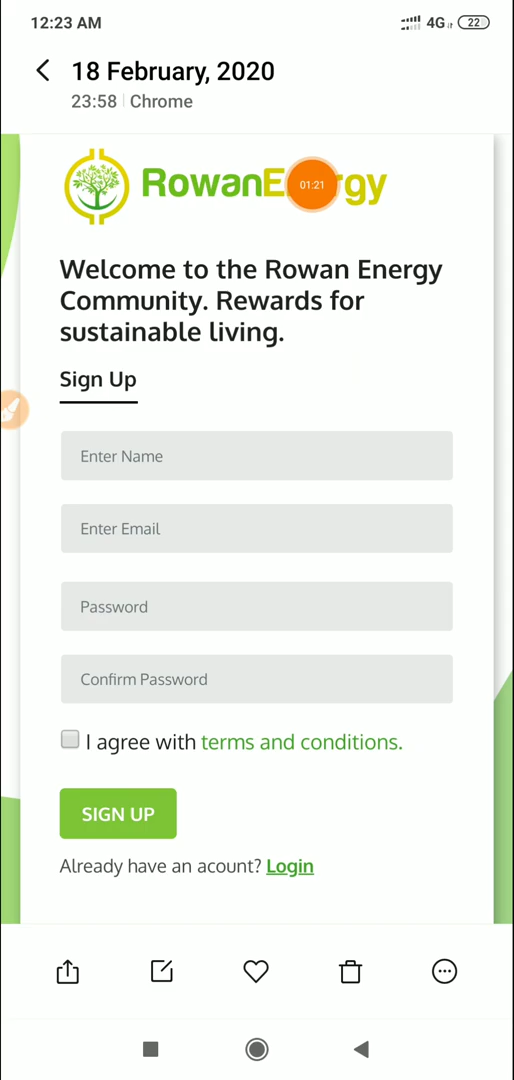 12:23 AM 4G 22
18 February, 2020
23:58 Chrome
RowanE rgy
01:21
Welcome to the Rowan Energy
Community. Rewards for
sustainable living.
Sign Up
Enter Name
Enter Email
Password
Confirm Password
I agree with terms and conditions.
SIGN UP
Already have an acount? Login